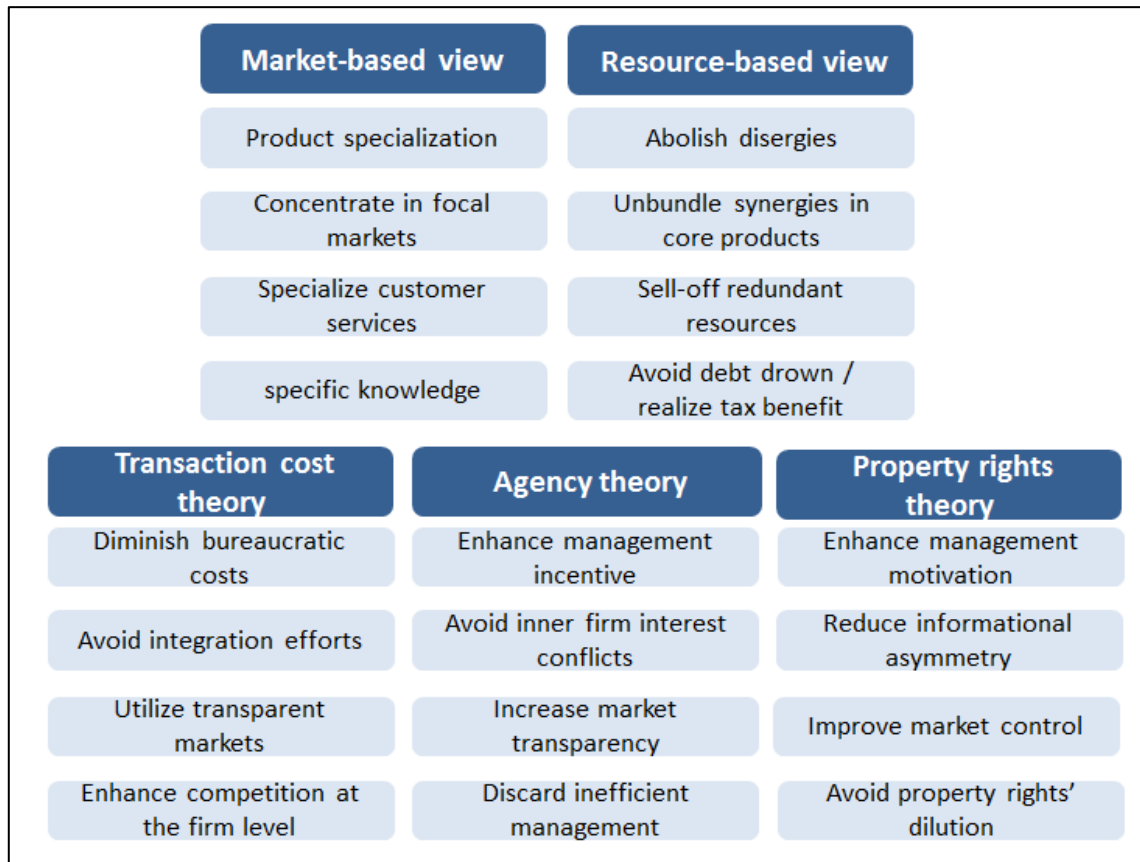 Market-based view
Resource-based view
Product specialization
Abolish disergies
Concentrate in focal
markets
Unbundle synergies in
core products
Specialize customer
services
Sell-off redundant
resources
specific knowledge
Avoid debt drown /
realize tax benefit
Transaction cost
theory
Agency theory
Property rights
theory
Diminish bureaucratic
costs
Enhance management
incentive
Enhance management
motivation
Avoid integration efforts
Avoid inner firm interest
conflicts
Reduce informational
asymmetry
Utilize transparent
markets
Increase market
transparency
Improve market control
Enhance competition at
the firm level
Discard inefficient
management
Avoid property rights’
dilution